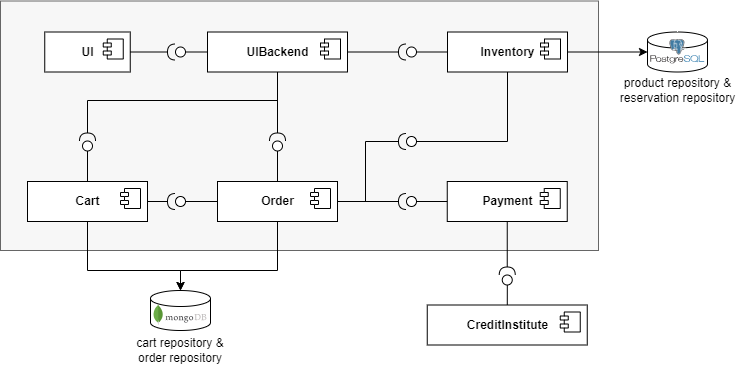 UI
UIBackend
Inventory
PostgreSQL
product repository &
reservation repository
Cart
Order
Payment
mongoDB
cart repository &
order repository
CreditInstitute